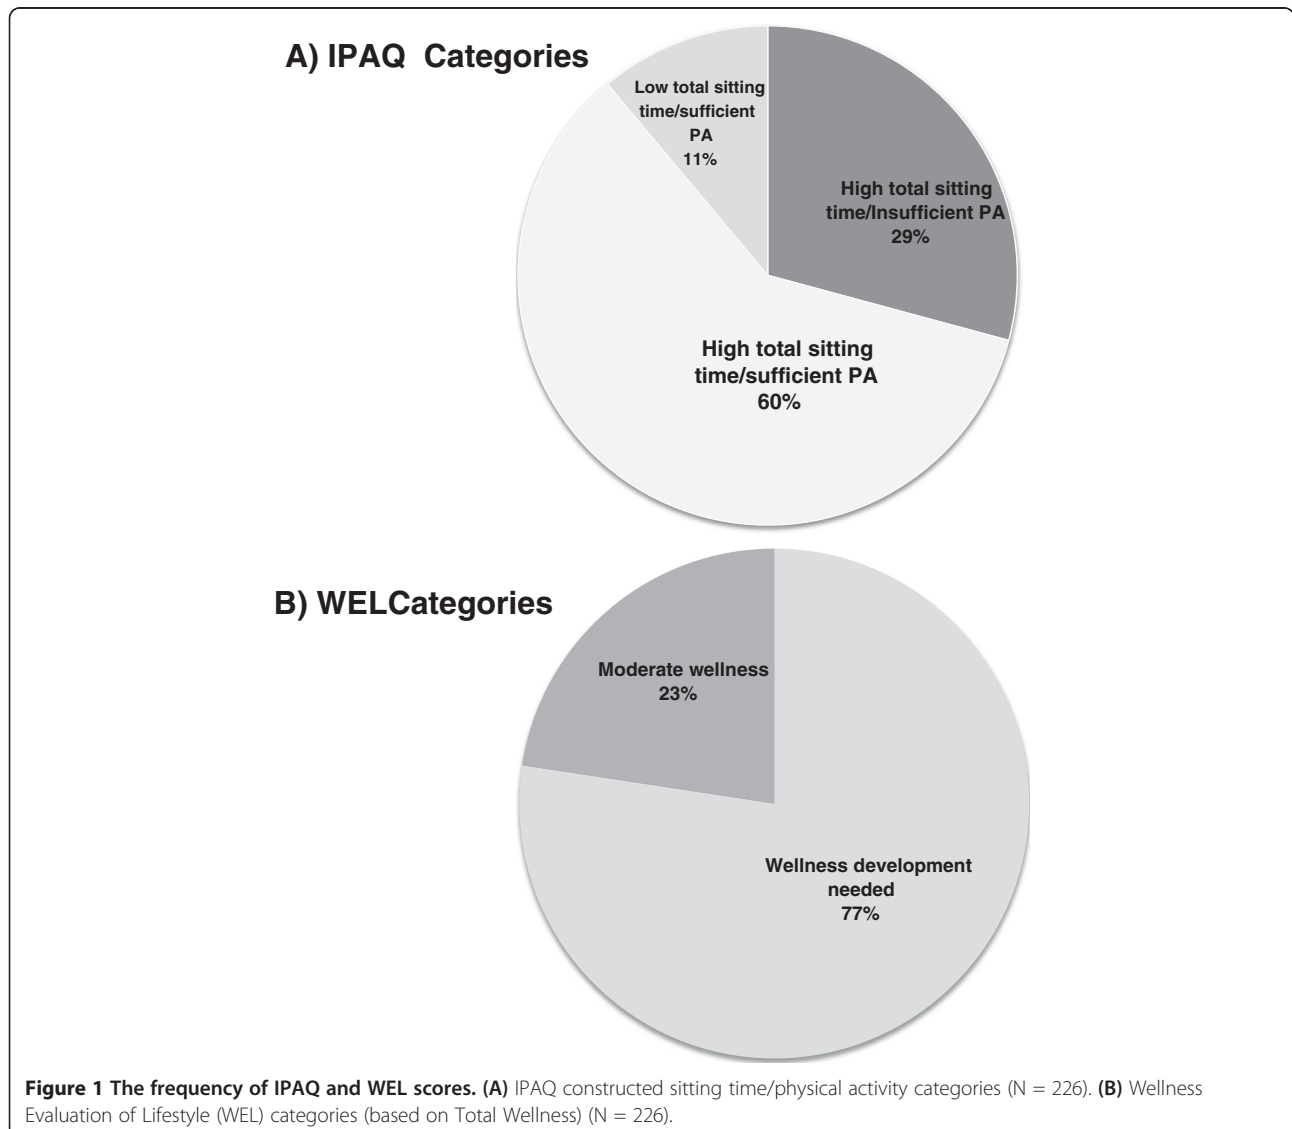 A) IPAQ Categories
Low total sitting
time/sufficient
PA
11%
High total sitting
time/Insufficient PA
29%
High total sitting
time/sufficient PA
60%
B) WELCategories
Moderate wellness
23%
Wellness development
needed
77%
Figure 1 The frequency of IPAQ and WEL scores. (A) IPAQ constructed sitting time/physical activity categories (N = 226). (B) Wellness
Evaluation of Lifestyle (WEL) categories (based on Total Wellness) (N = 226).